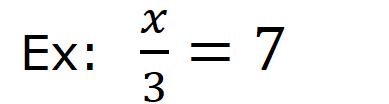 Ex: x/3 = 7